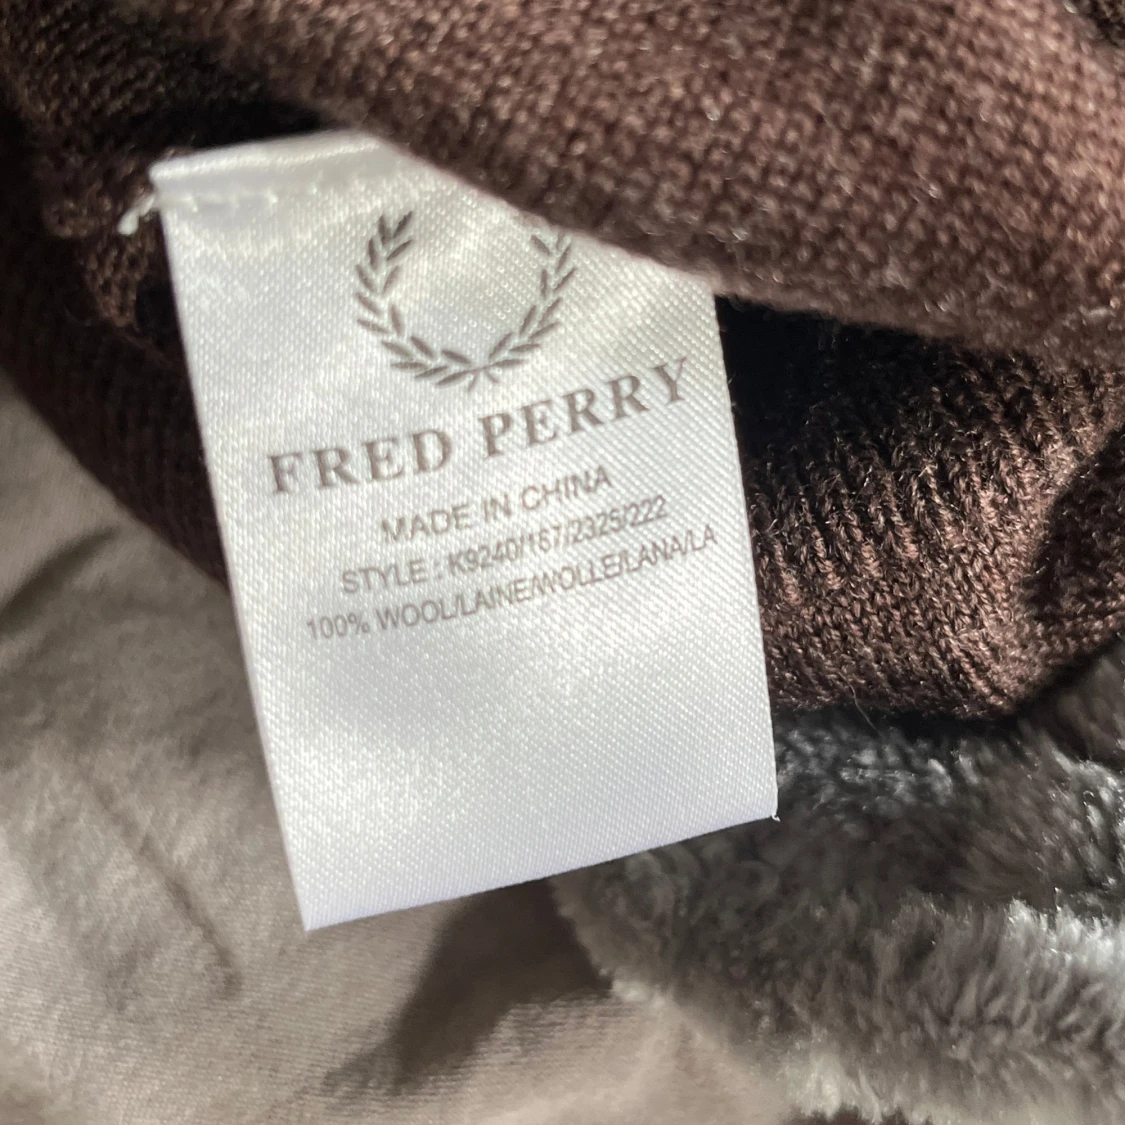 FRED PERRY
MADE IN CHINA
STYLE : K9240/167/2325/222
100% WOOL/LAINE/WOLLE/LANA/LA